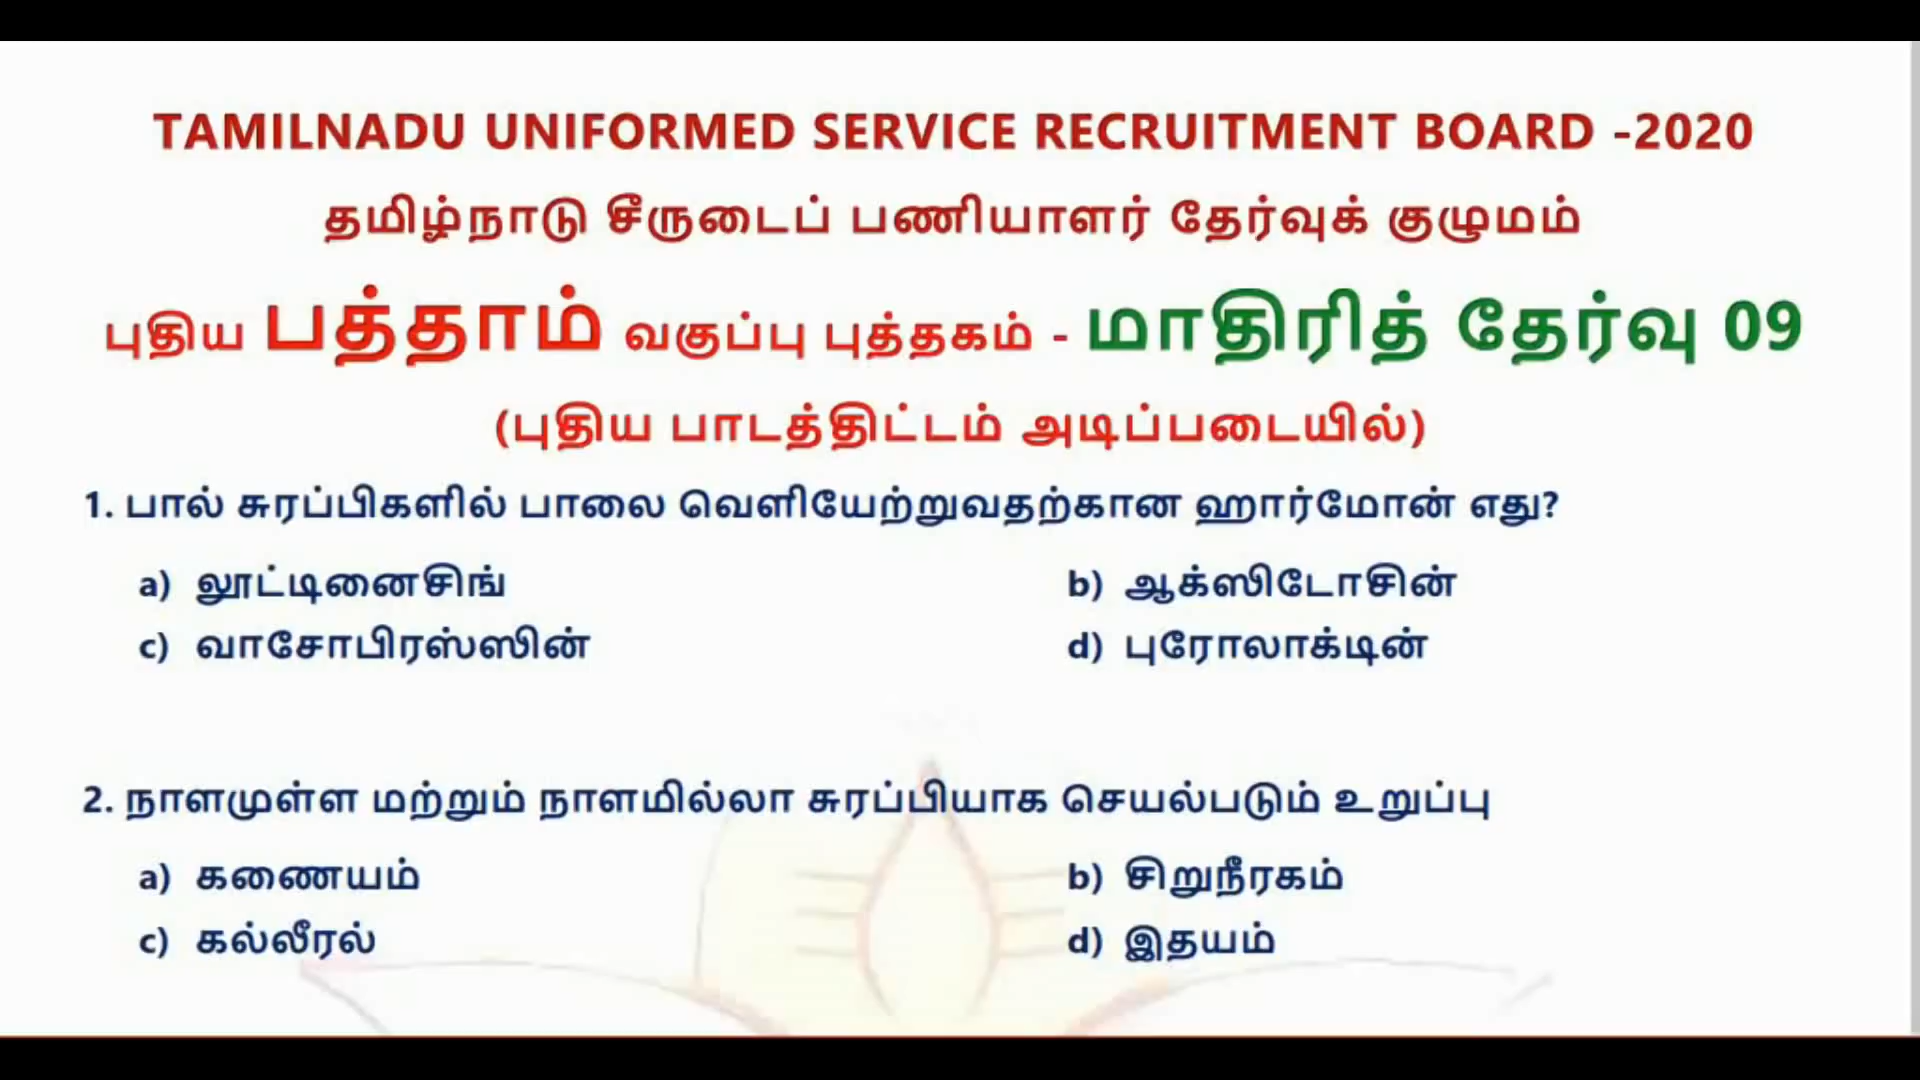 TAMILNADU UNIFORMED SERVICE RECRUITMENT BOARD -2020
தமிழ்நாடு சீருடைப் பணியாளர் தேர்வுக் குழுமம்
புதிய பத்தாம் வகுப்பு புத்தகம் - மாதிரித் தேர்வு 09
(புதிய பாடத்திட்டம் அடிப்படையில்)
1. பால் சுரப்பிகளில் பாலை வெளியேற்றுவதற்கான ஹார்மோன் எது?
a) லூட்டினைசிங் b) ஆக்ஸிடோசின்
c) வாசோபிரஸ்ஸின் d) புரோலாக்டின்
2. நாளமுள்ள மற்றும் நாளமில்லா சுரப்பியாக செயல்படும் உறுப்பு
a) கணையம் b) சிறுநீரகம்
c) கல்லீரல் d) இதயம்